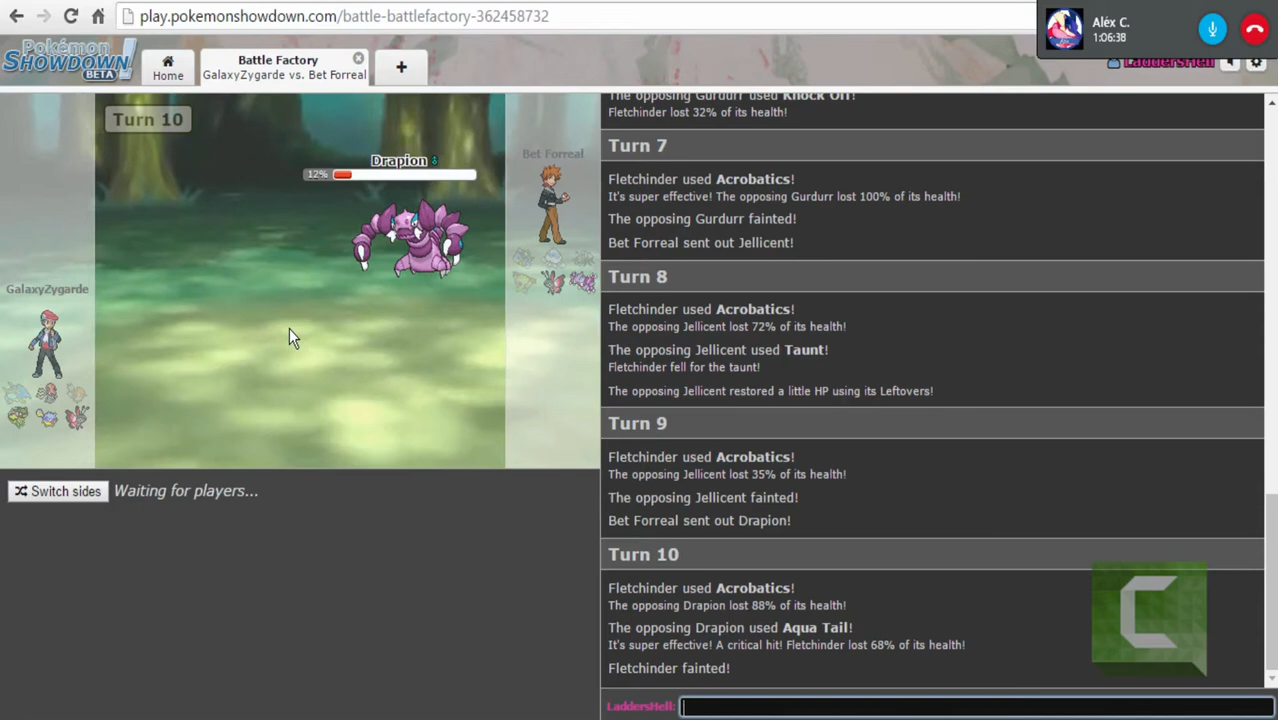 play.pokemonshowdown.com/battle-battlefactory-362458732
Aléx C.
1:06:38
Pokémon
SHOWDOWN!
BETA
Home
Battle Factory
GalaxyZygarde vs. Bet Forreal
+
LaddersHell
Turn 10
Drapion
12%
Bet Forreal
GalaxyZygarde
Switch sides
Waiting for players...
The opposing Gurdurr used Knock Off!
Fletchinder lost 32% of its health!
Turn 7
Fletchinder used Acrobatics!
It's super effective! The opposing Gurdurr lost 100% of its health!
The opposing Gurdurr fainted!
Bet Forreal sent out Jellicent!
Turn 8
Fletchinder used Acrobatics!
The opposing Jellicent lost 72% of its health!
The opposing Jellicent used Taunt!
Fletchinder fell for the taunt!
The opposing Jellicent restored a little HP using its Leftovers!
Turn 9
Fletchinder used Acrobatics!
The opposing Jellicent lost 35% of its health!
The opposing Jellicent fainted!
Bet Forreal sent out Drapion!
Turn 10
Fletchinder used Acrobatics!
The opposing Drapion lost 88% of its health!
The opposing Drapion used Aqua Tail!
It's super effective! A critical hit! Fletchinder lost 68% of its health!
Fletchinder fainted!
LaddersHell:
C